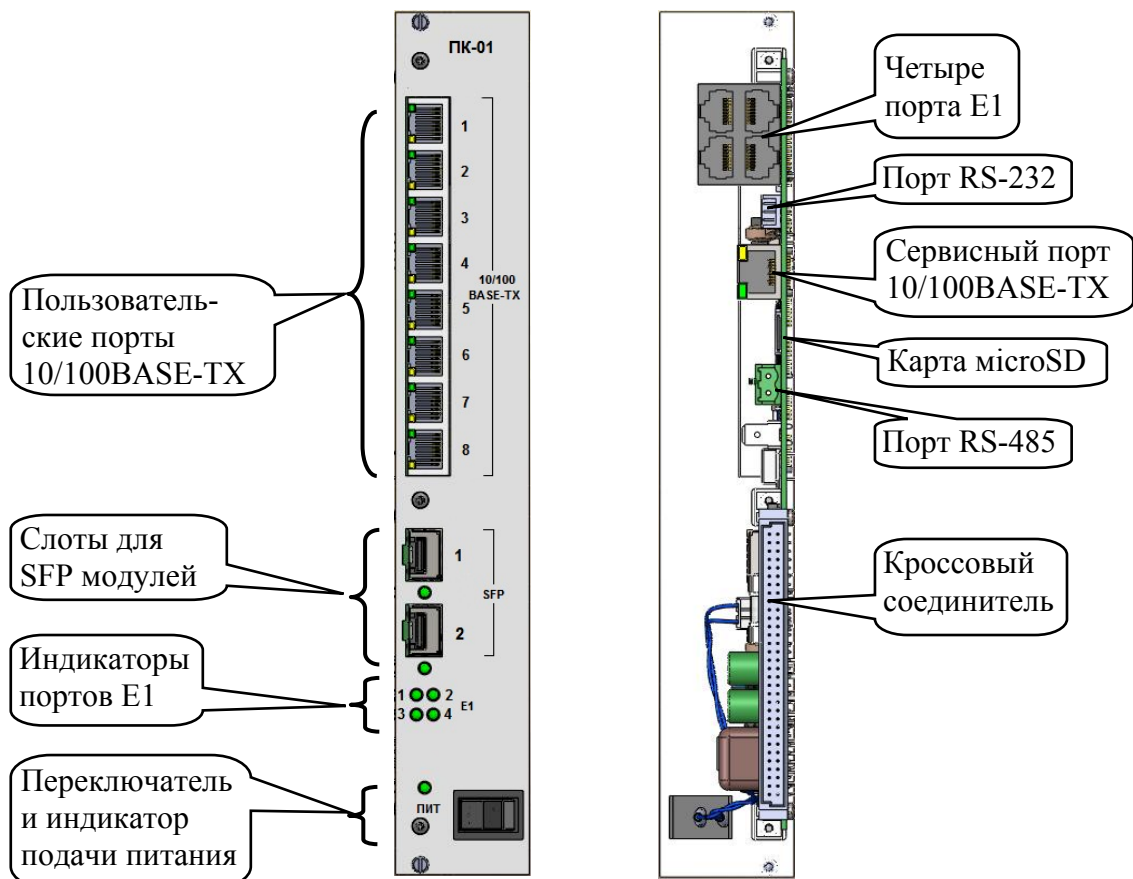 ПК-01
1
2
3
4
10/100
BASE-TX
5
6
7
8
1
SFP
2
1 2
E1
3 4
ПИТ
Пользователь-
ские порты
10/100BASE-TX
Слоты для
SFP модулей
Индикаторы
портов E1
Переключатель
и индикатор
подачи питания
Четыре
порта E1
Порт RS-232
Сервисный порт
10/100BASE-TX
Карта microSD
Порт RS-485
Кроссовый
соединитель